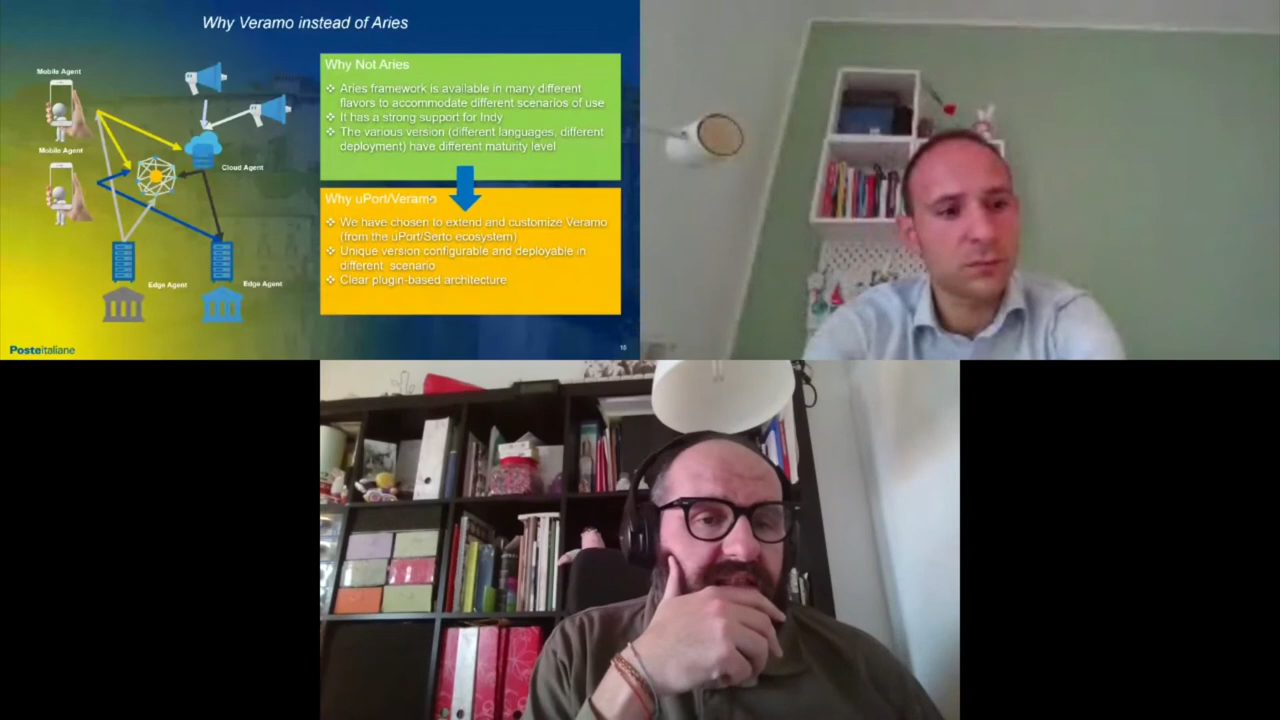 Why Veramo instead of Aries
Mobile Agent
Mobile Agent
Cloud Agent
Edge Agent
Edge Agent
Why Not Aries
❖ Aries framework is available in many different
flavors to accommodate different scenarios of use
❖ It has a strong support for Indy
❖ The various version (different languages, different
deployment) have different maturity level
Why uPort/Veramo
❖ We have chosen to extend and customize Veramo
(from the uPort/Serto ecosystem)
❖ Unique version configurable and deployable in
different, scenario
❖ Clear plugin-based architecture
Posteitaliane
16